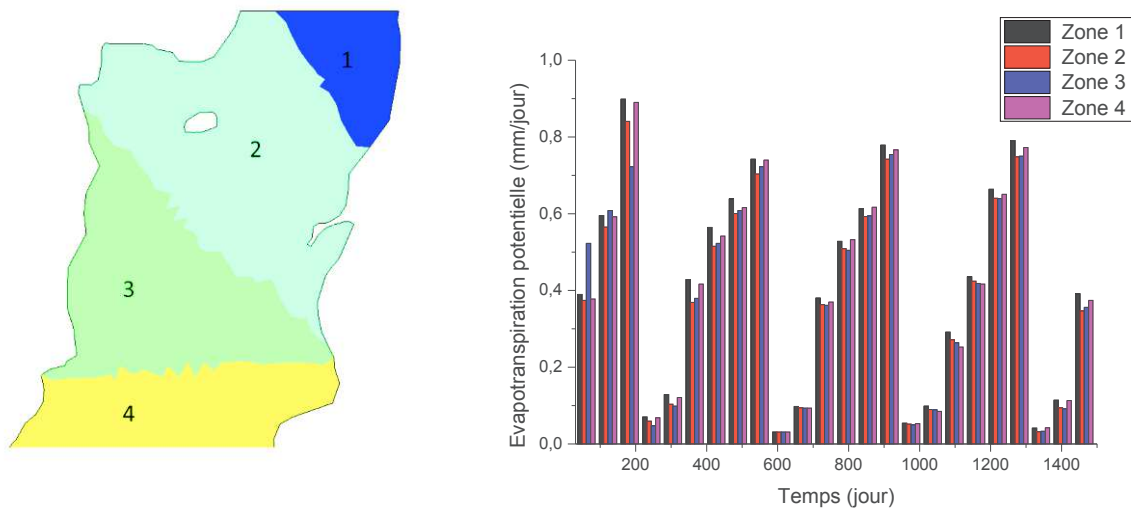 1
2
3
4
Zone 1
Zone 2
Zone 3
Zone 4
Evapotranspiration potentielle (mm/jour)
1,0
0,8
0,6
0,4
0,2
0,0
200 400 600 800 1000 1200 1400
Temps (jour)